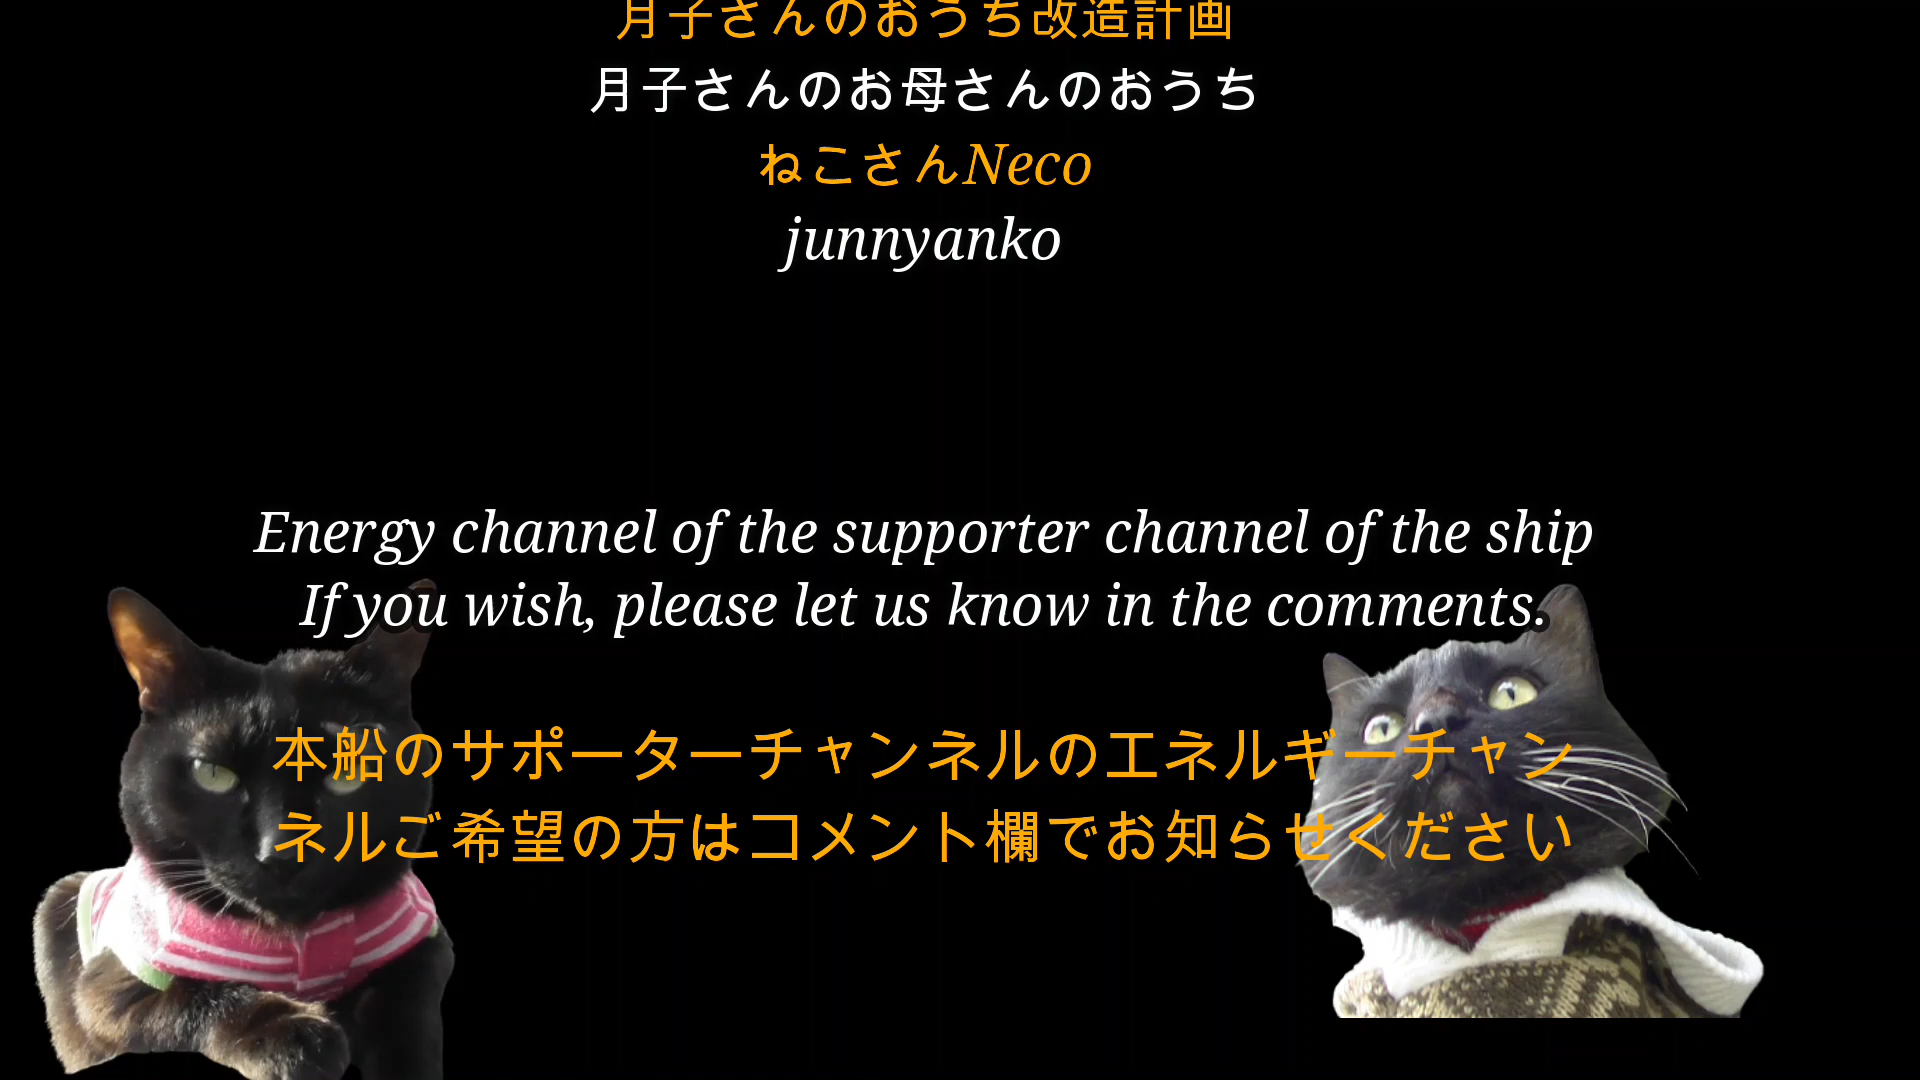 月子さんのおうち改造計画
月子さんのお母さんのおうち
ねこさんNeco
junnyanko
Energy channel of the supporter channel of the ship
If you wish, please let us know in the comments.
本船のサポーターチャンネルのエネルギーチャン
ネルご希望の方はコメント欄でお知らせください